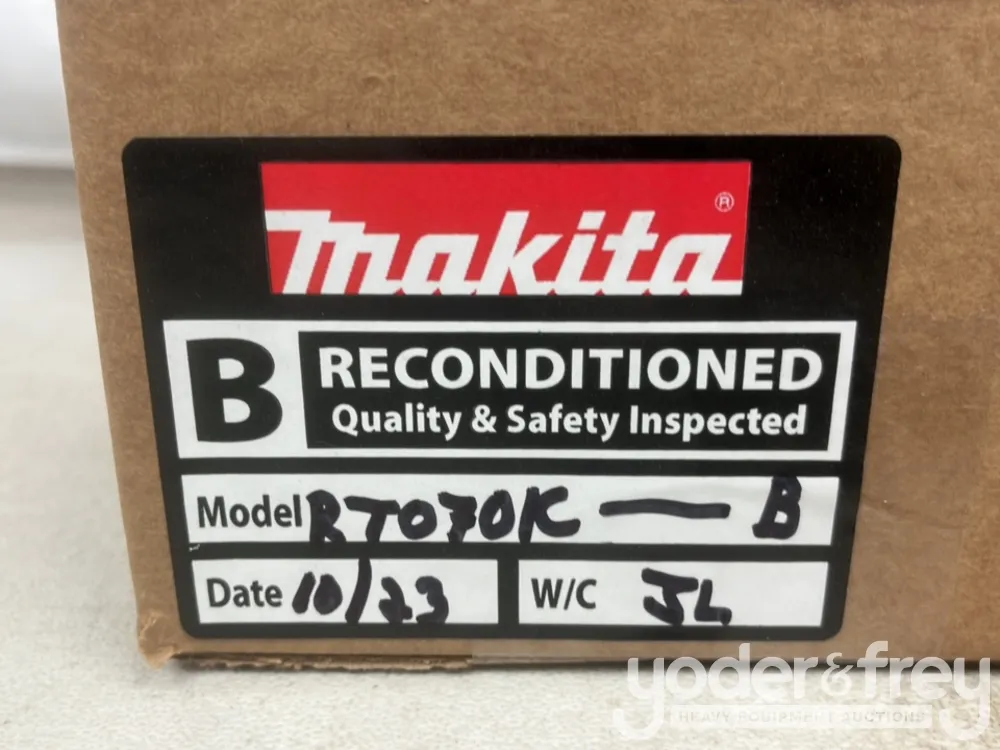 makita®
B RECONDITIONED
Quality & Safety Inspected
Model RT070K — B
Date 10/23 W/C JL
yoder & frey
HEAVY EQUIPMENT AUCTIONS